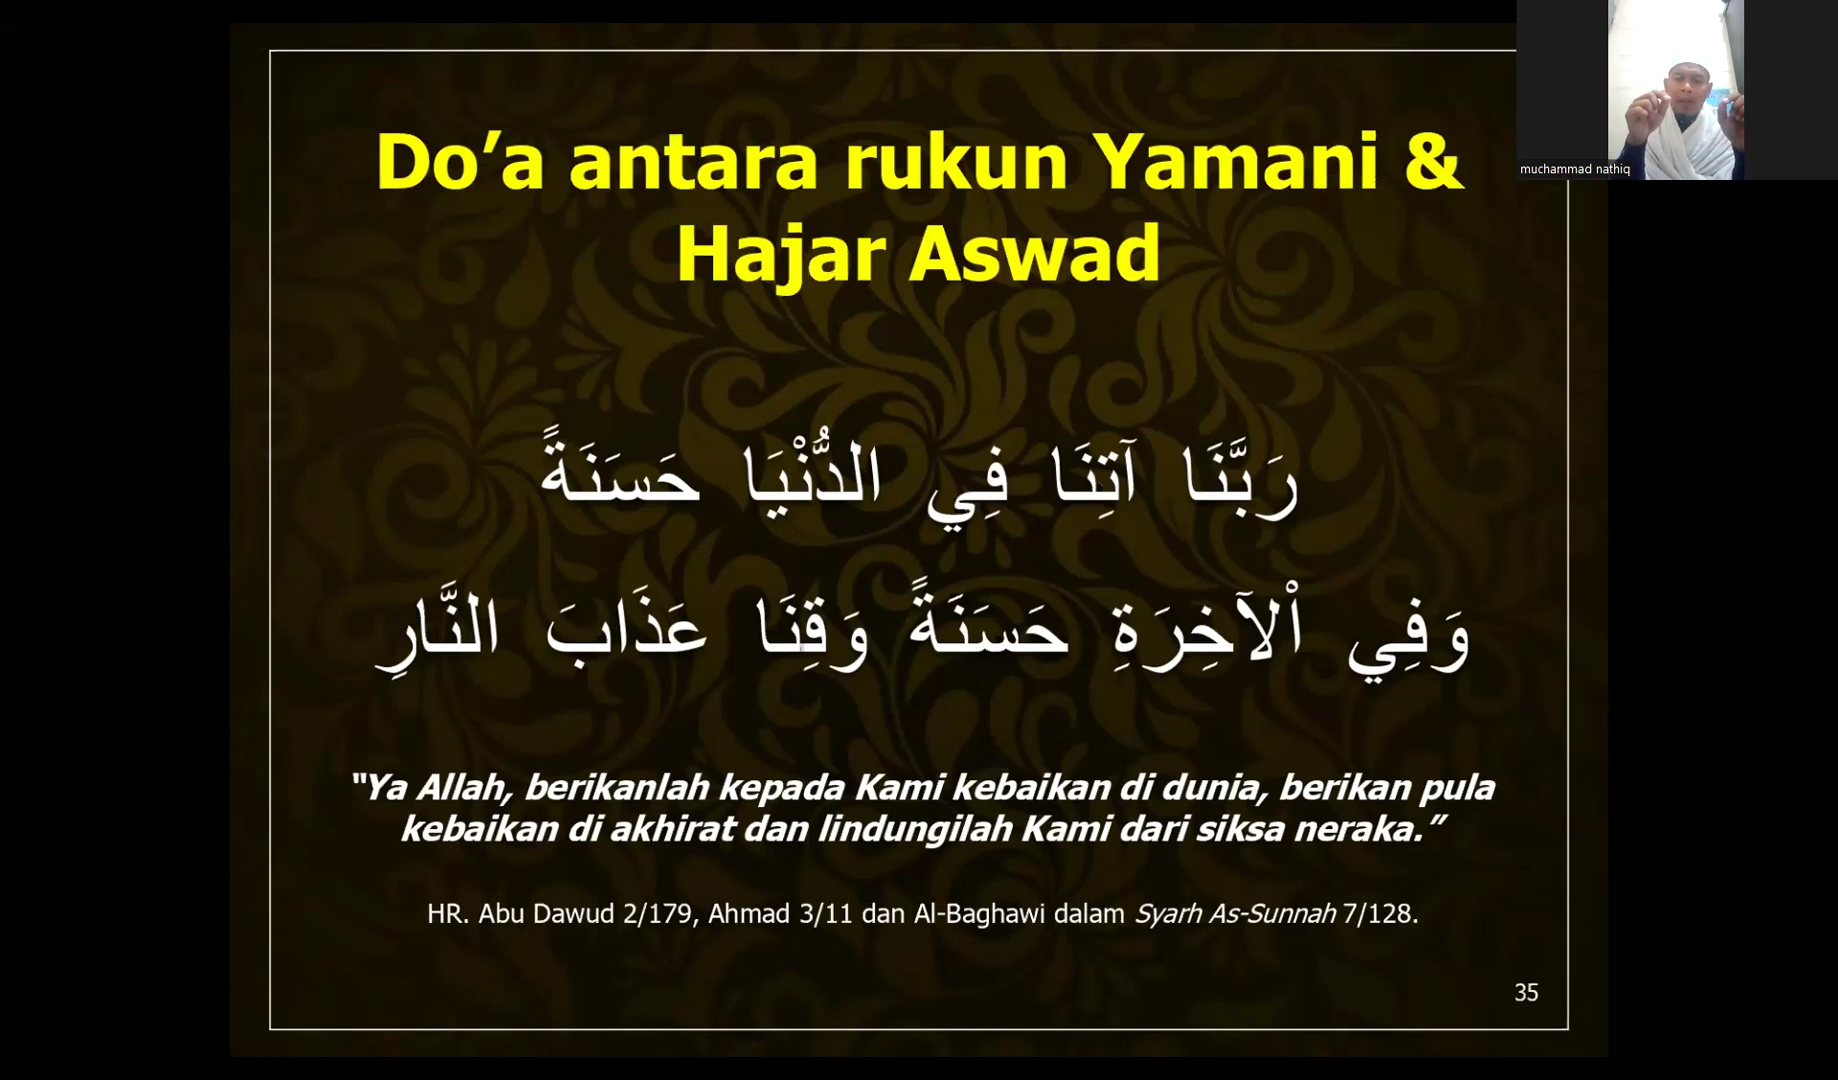 Do’a antara rukun Yamani &
Hajar Aswad
رَبَّنَا آتِنَا فِي الدُّنْيَا حَسَنَةً
وَفِي اْلآخِرَةِ حَسَنَةً وَقِنَا عَذَابَ النَّارِ
“Ya Allah, berikanlah kepada Kami kebaikan di dunia, berikan pula
kebaikan di akhirat dan lindungilah Kami dari siksa neraka.”
HR. Abu Dawud 2/179, Ahmad 3/11 dan Al-Baghawi dalam Syarh As-Sunnah 7/128.
35
muchammad nathiq